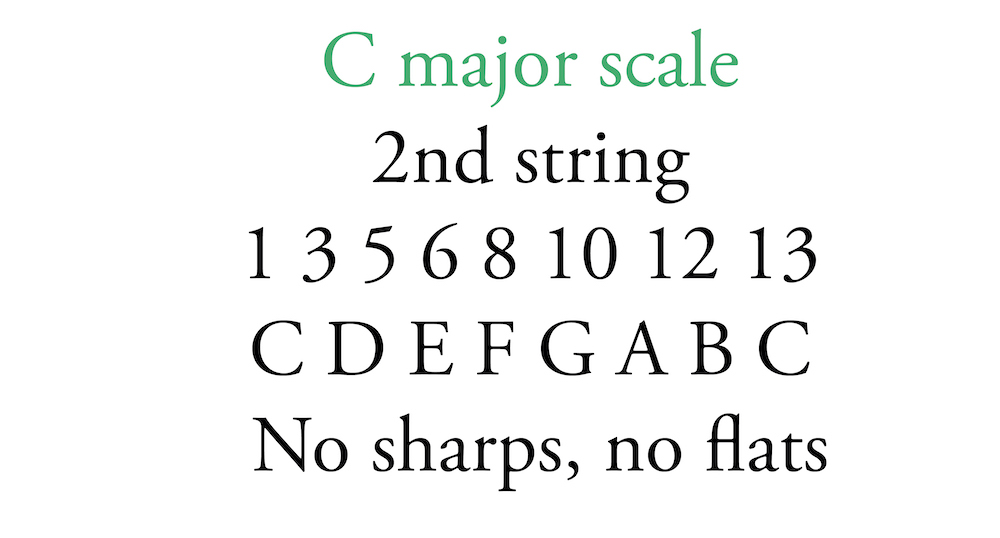 C major scale
2nd string
1 3 5 6 8 10 12 13
C D E F G A B C
No sharps, no flats